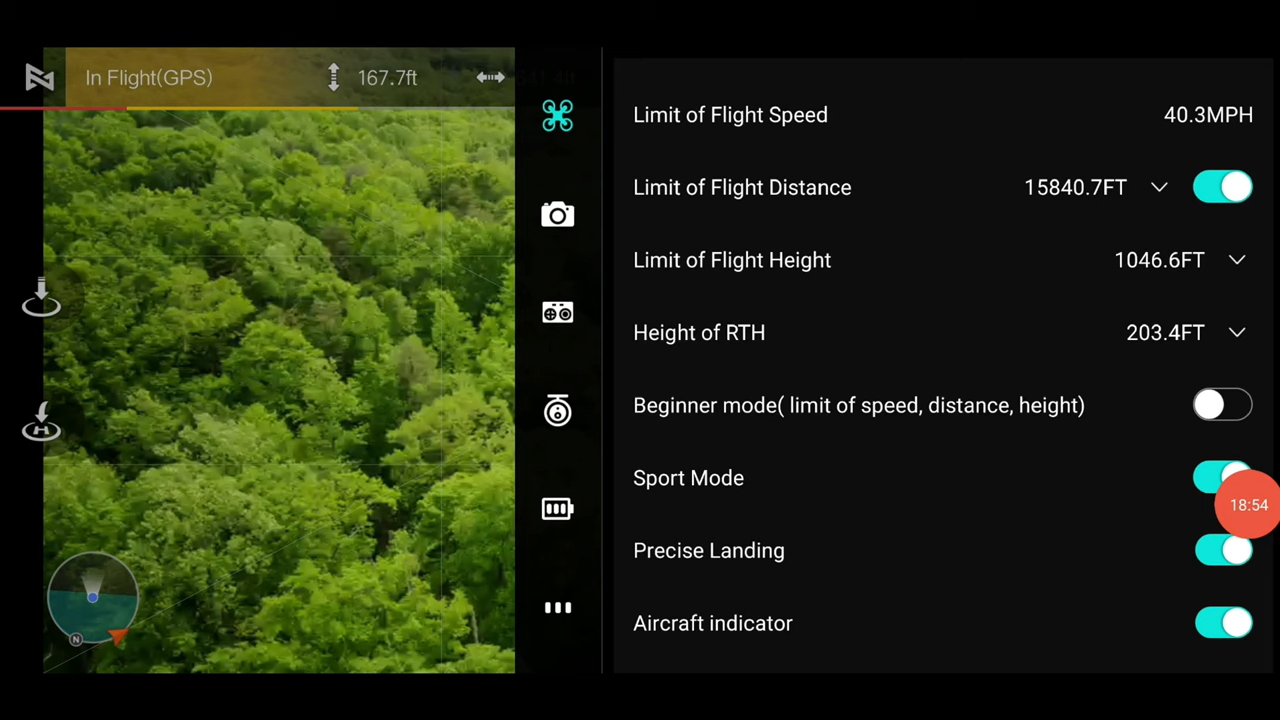 In Flight(GPS) 167.7ft
Limit of Flight Speed 40.3MPH
Limit of Flight Distance 15840.7FT
Limit of Flight Height 1046.6FT
Height of RTH 203.4FT
Beginner mode( limit of speed, distance, height)
Sport Mode
18:54
Precise Landing
Aircraft indicator
H
N